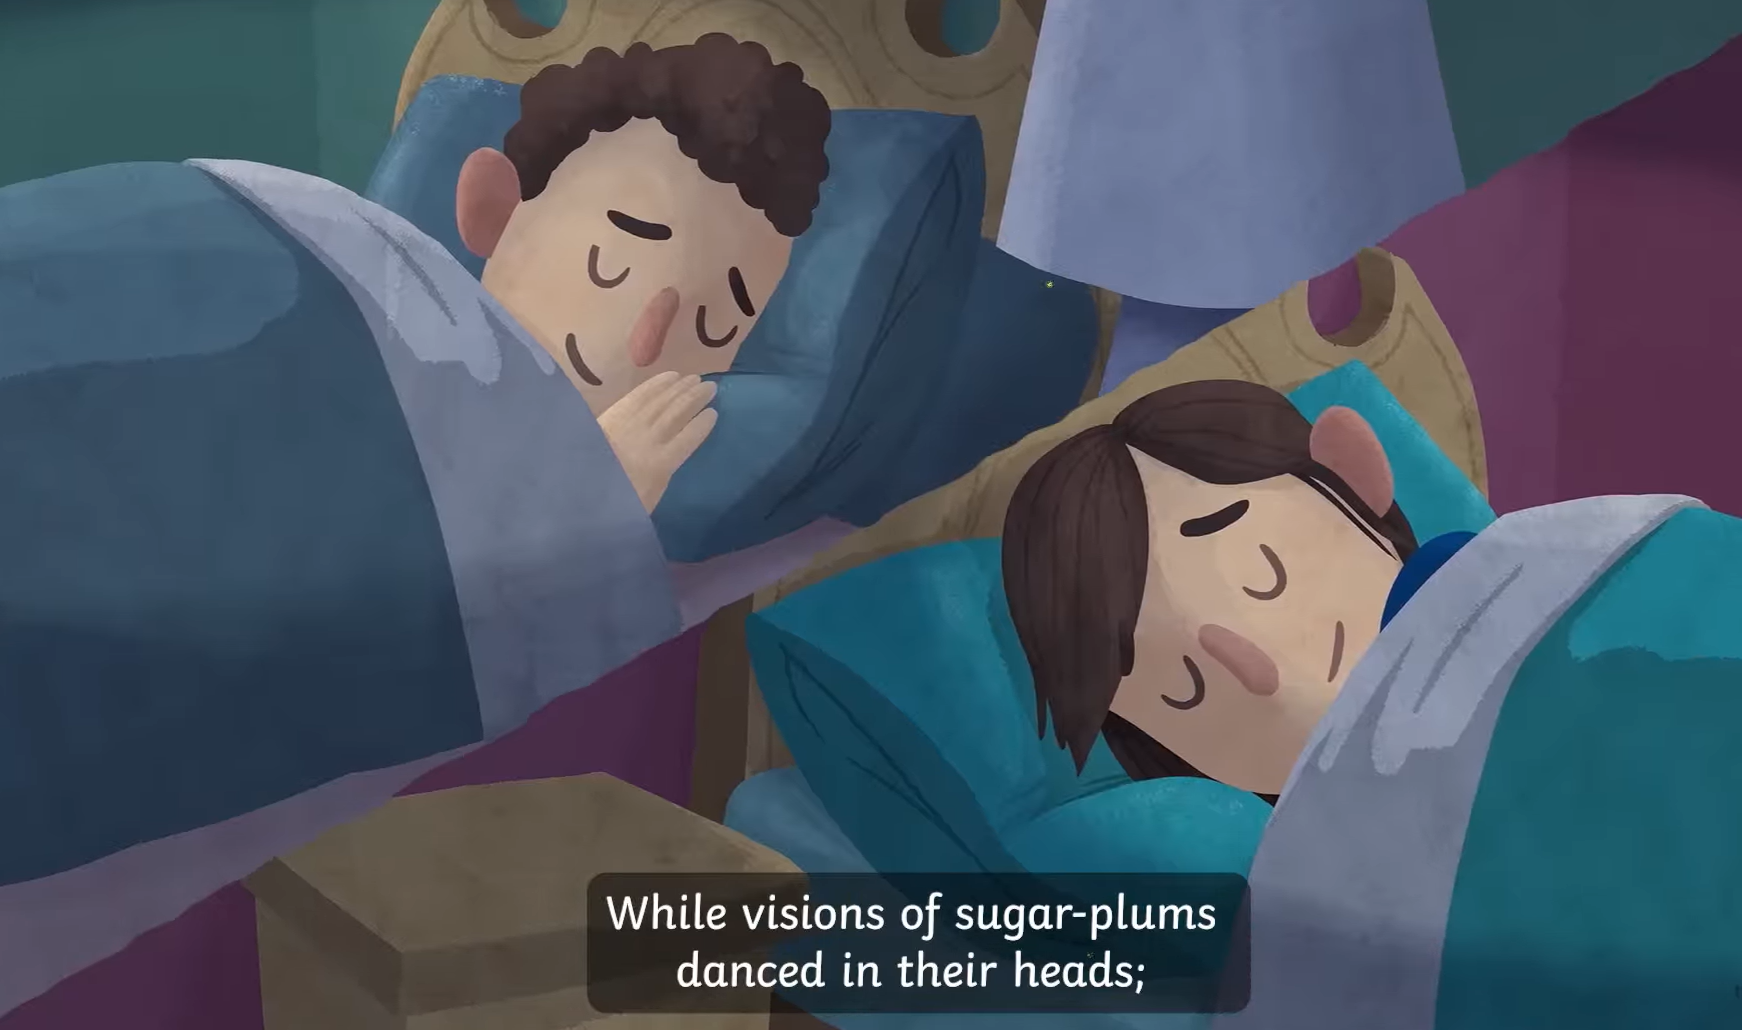 While visions of sugar-plums
danced in their heads;